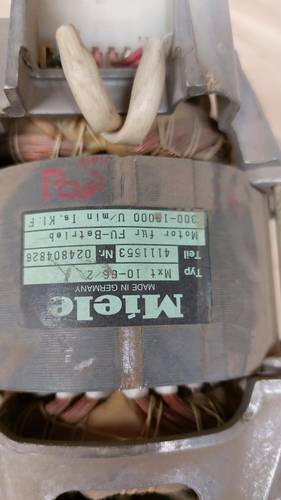 Miele
MADE IN GERMANY
Typ Mxt 10-66 2
Teil 4111553 Nr. 024804826
Motor für FU-Betrieb
300-18000 U/min Is.Kl.F